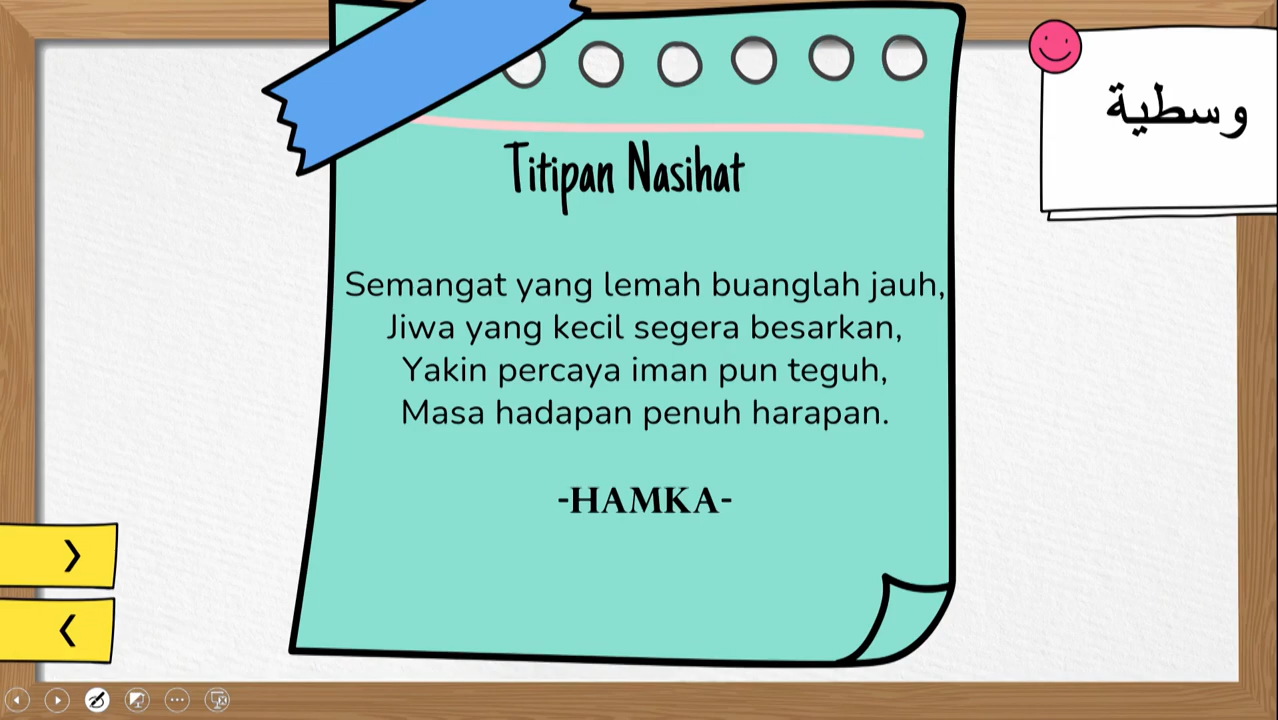 Titipan Nasihat
Semangat yang lemah buanglah jauh,
Jiwa yang kecil segera besarkan,
Yakin percaya iman pun teguh,
Masa hadapan penuh harapan.
-HAMKA-
وسطية